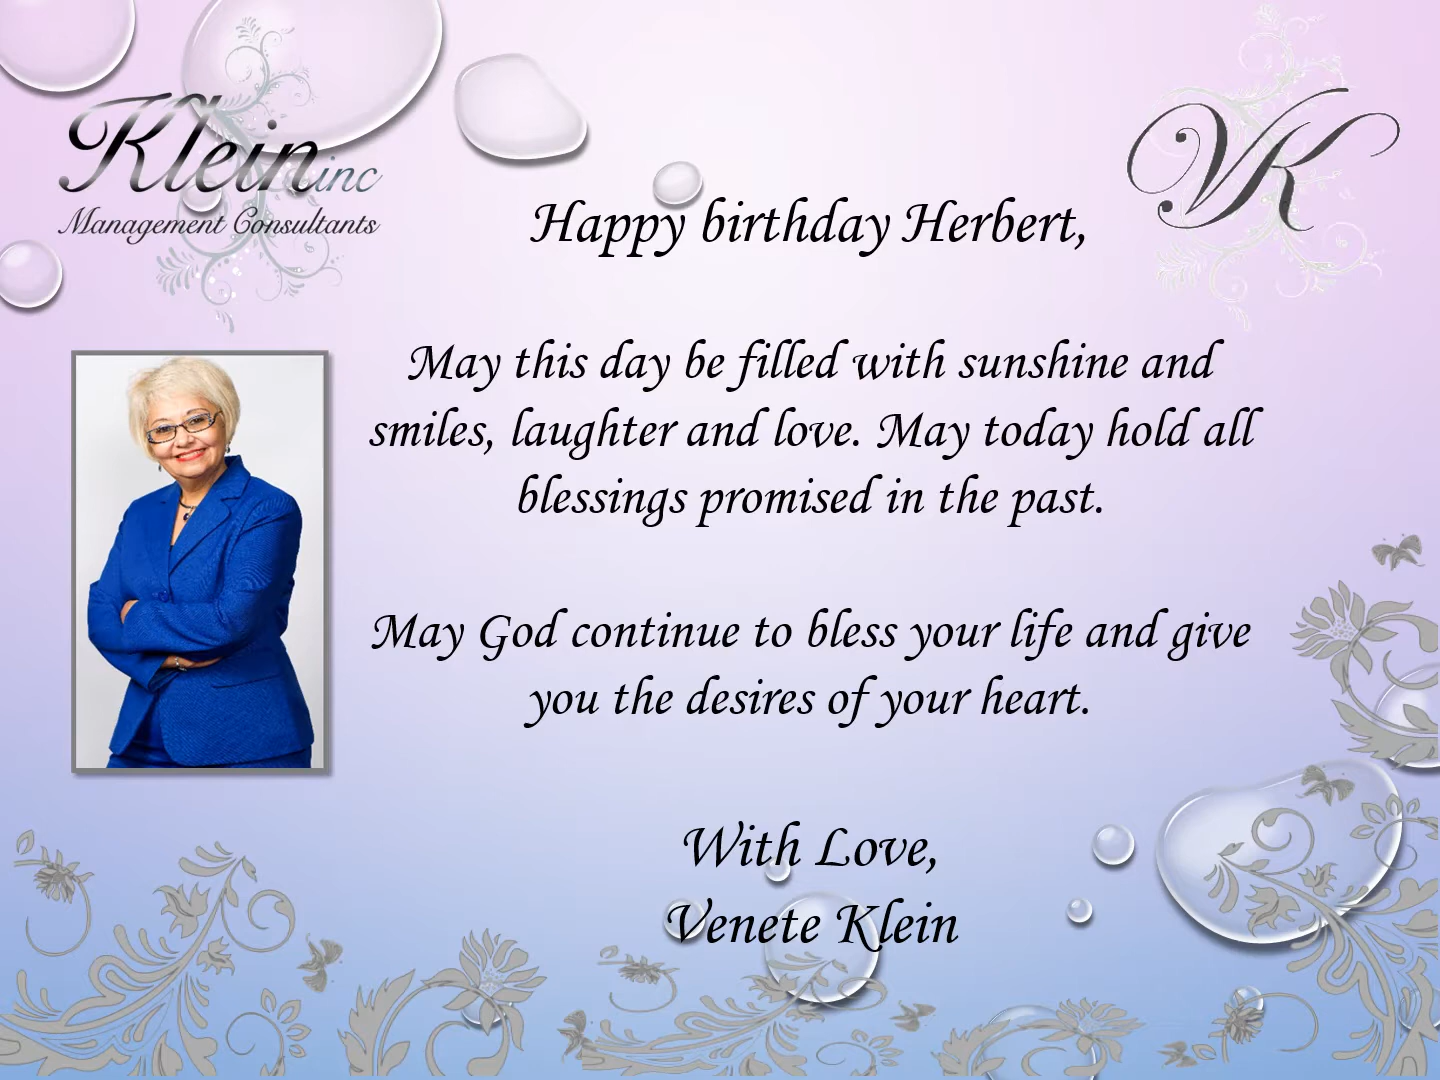 Klein inc
Management Consultants
VK
Happy birthday Herbert,
May this day be filled with sunshine and
smiles, laughter and love. May today hold all
blessings promised in the past.
May God continue to bless your life and give
you the desires of your heart.
With Love,
Venete Klein